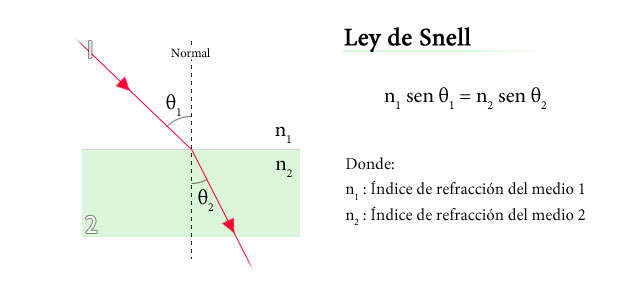 1
Normal
θ₁
n₁
n₂
θ₂
2
Ley de Snell
n₁ sen θ₁ = n₂ sen θ₂
Donde:
n₁ : Índice de refracción del medio 1
n₂ : Índice de refracción del medio 2